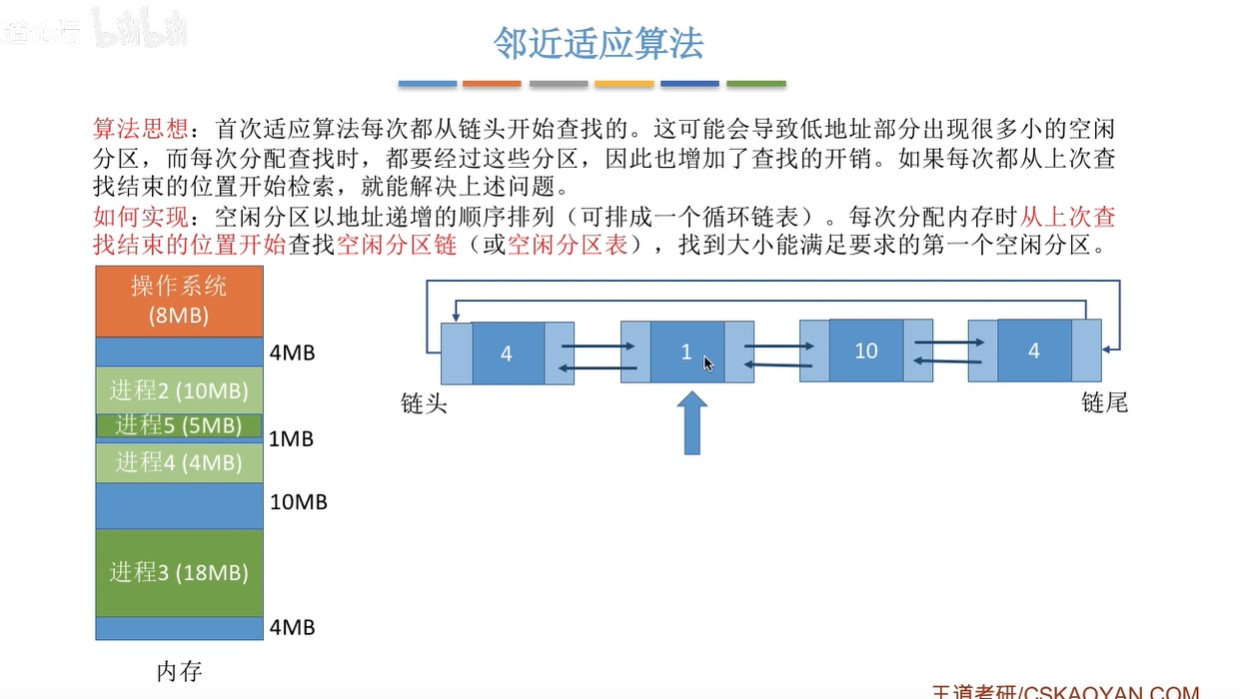 bilibili
邻近适应算法
算法思想：首次适应算法每次都从链头开始查找的。这可能会导致低地址部分出现很多小的空闲
分区，而每次分配查找时，都要经过这些分区，因此也增加了查找的开销。如果每次都从上次查
找结束的位置开始检索，就能解决上述问题。
如何实现：空闲分区以地址递增的顺序排列（可排成一个循环链表）。每次分配内存时从上次查
找结束的位置开始查找空闲分区链（或空闲分区表），找到大小能满足要求的第一个空闲分区。
操作系统
(8MB)
4MB
进程2 (10MB)
进程5 (5MB)
1MB
进程4 (4MB)
10MB
进程3 (18MB)
4MB
内存
4 1 10 4
链头 链尾
王道考研/CSKAOYAN.COM